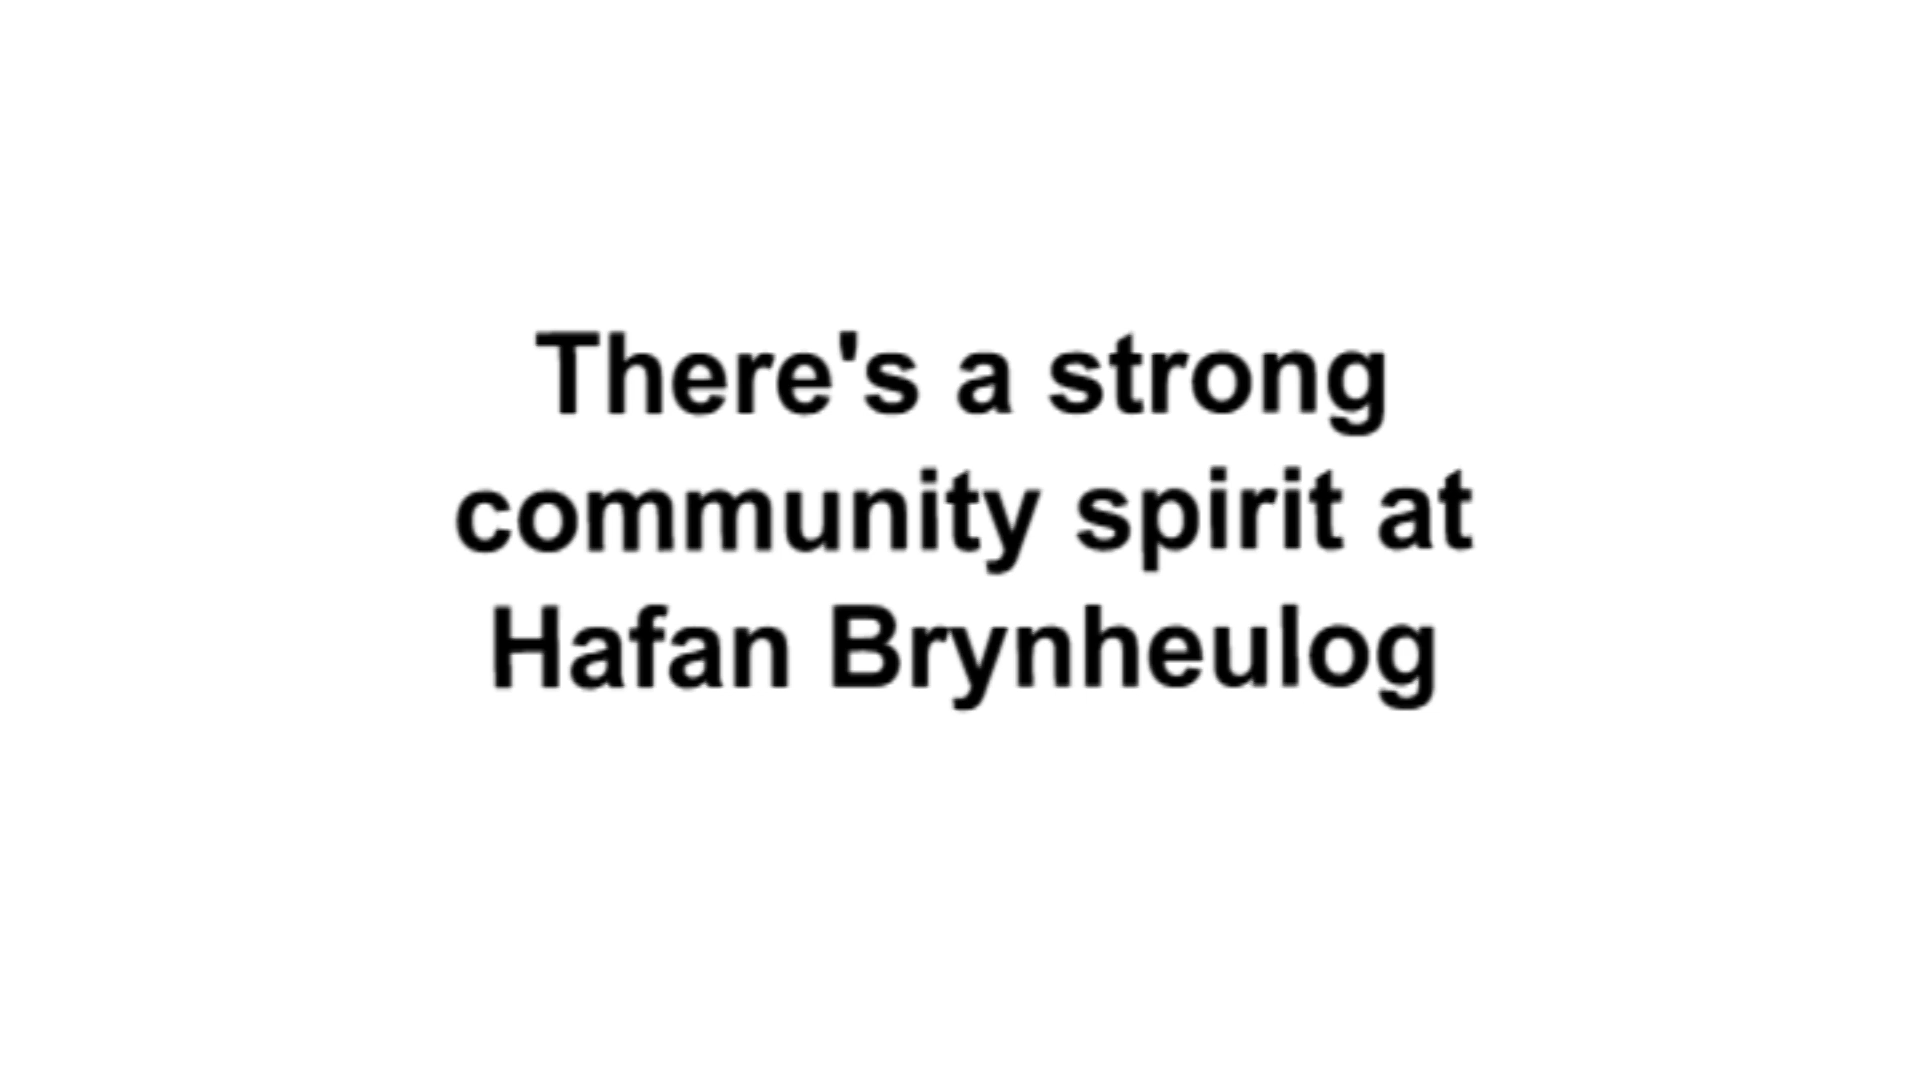 There's a strong
community spirit at
Hafan Brynheulog